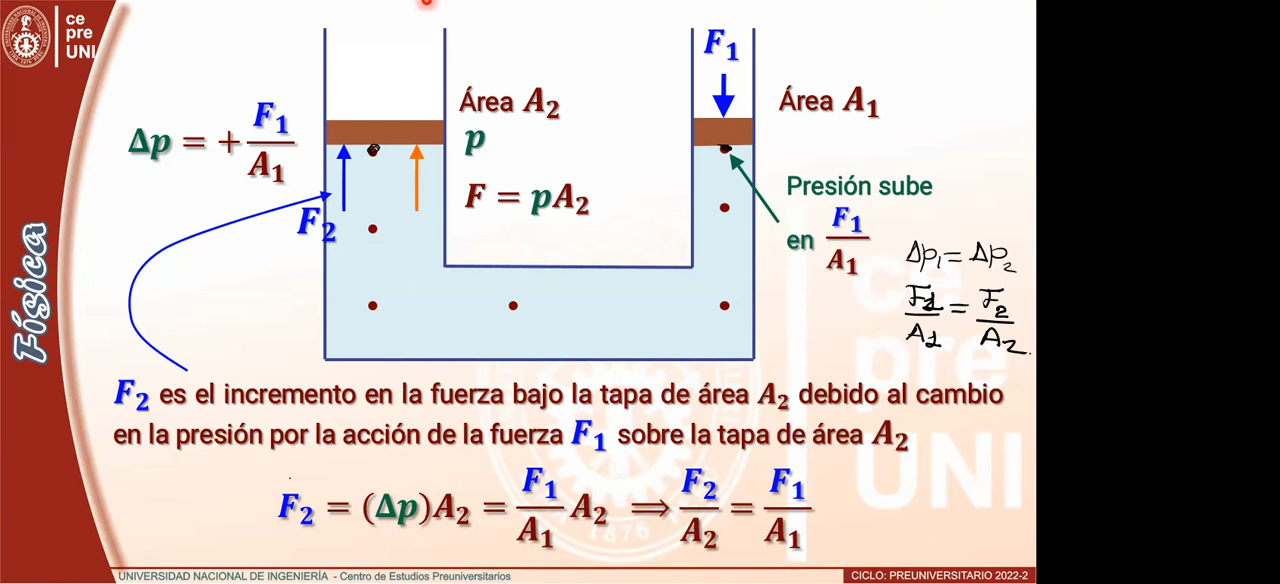 ce
pre
UNI
F₁
Área A₂
Área A₁
Δp = + F₁/A₁
p
F = pA₂
Presión sube
en F₁/A₁
F₂
Δp₁ = Δp₂
F₁/A₁ = F₂/A₂
Física
ce
pre
UNI
F₂ es el incremento en la fuerza bajo la tapa de área A₂ debido al cambio
en la presión por la acción de la fuerza F₁ sobre la tapa de área A₂
F₂ = (Δp)A₂ = F₁/A₁ A₂ ⟹ F₂/A₂ = F₁/A₁
1876
UNIVERSIDAD NACIONAL DE INGENIERÍA - Centro de Estudios Preuniversitarios
CICLO: PREUNIVERSITARIO 2022-2